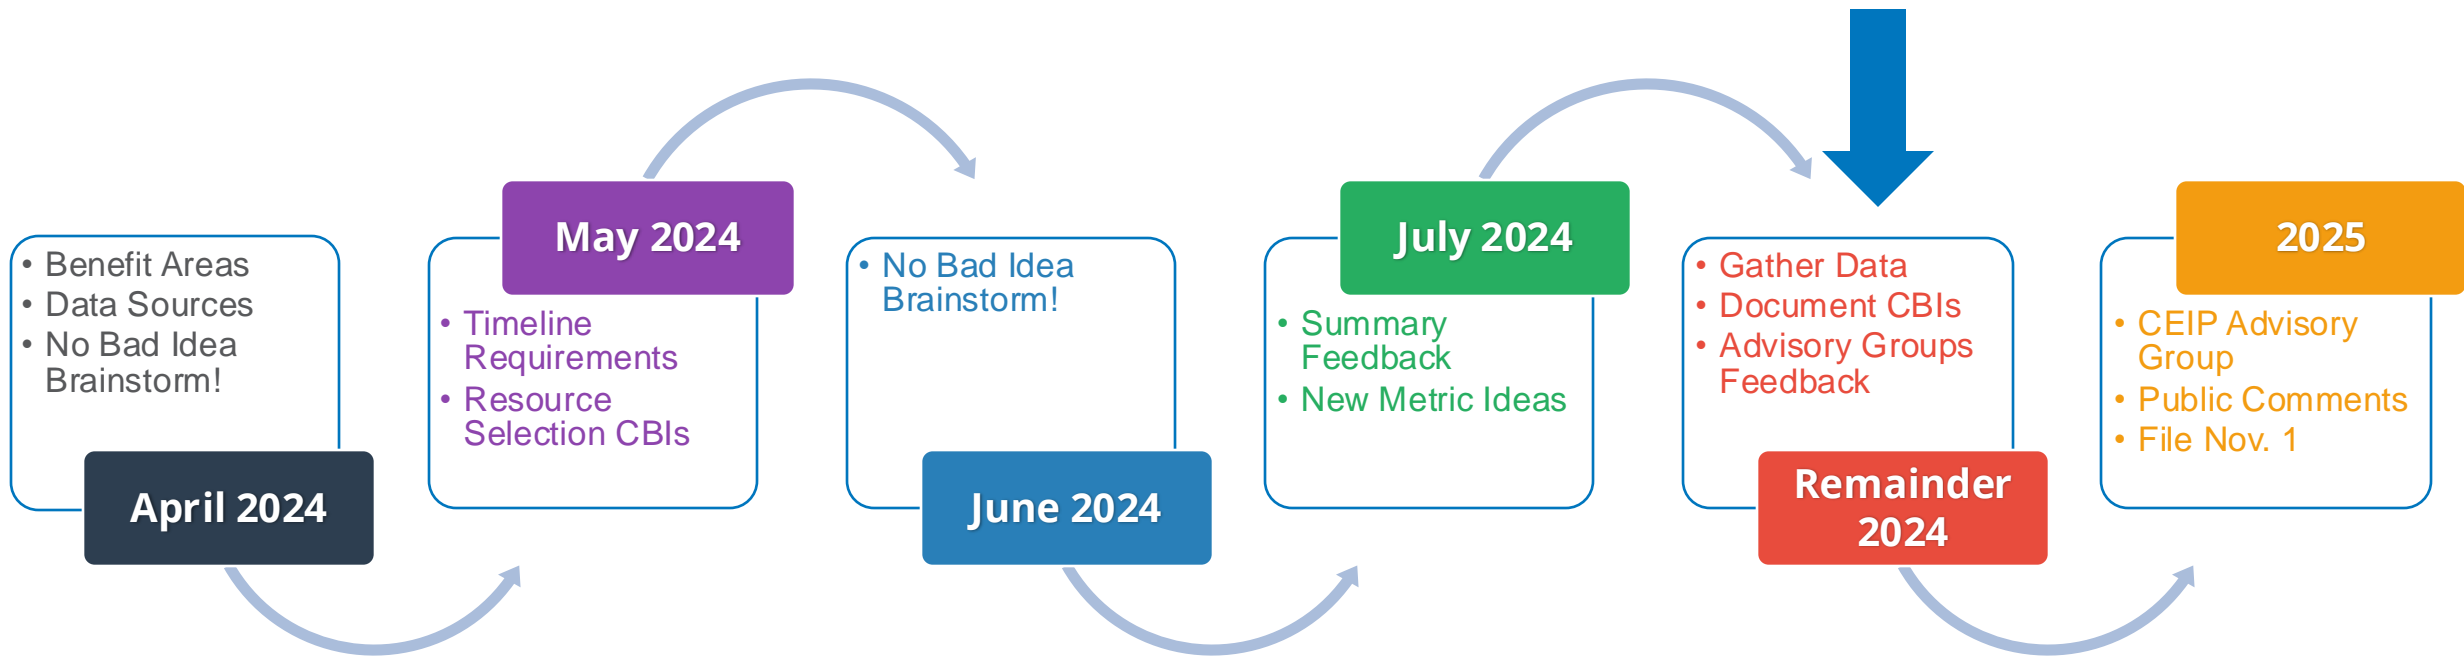 • Benefit Areas
• Data Sources
• No Bad Idea
Brainstorm!
April 2024
May 2024
• Timeline
Requirements
• Resource
Selection CBIs
• No Bad Idea
Brainstorm!
June 2024
July 2024
• Summary
Feedback
• New Metric Ideas
• Gather Data
• Document CBIs
• Advisory Groups
Feedback
Remainder
2024
2025
• CEIP Advisory
Group
• Public Comments
• File Nov. 1